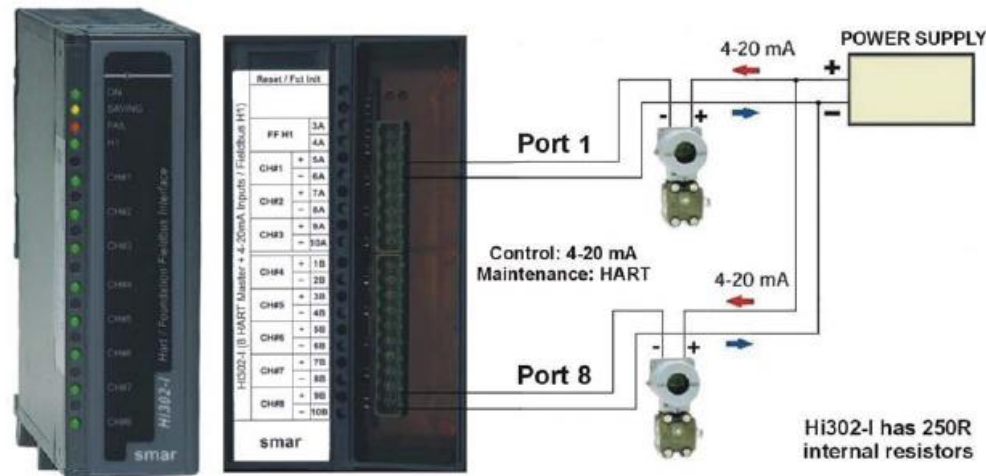 ON
SAVING
FAIL
H1
CH#1
CH#2
CH#3
CH#4
CH#5
CH#6
CH#7
CH#8
Hart / Foundation Fieldbus Interface
HI302-I
smar
HI302-I (8 HART Master + 4-20mA Inputs / Fieldbus H1)
Reset / Fct Init
FF H1
3A
4A
CH#1 + 5A
− 6A
CH#2 + 7A
− 8A
CH#3 + 9A
− 10A
CH#4 + 1B
− 2B
CH#5 + 3B
− 4B
CH#6 + 5B
− 6B
CH#7 + 7B
− 8B
CH#8 + 9B
− 10B
smar
POWER SUPPLY
+
−
4-20 mA
- +
Port 1
Control: 4-20 mA
Maintenance: HART
4-20 mA
- +
Port 8
Hi302-I has 250R
internal resistors